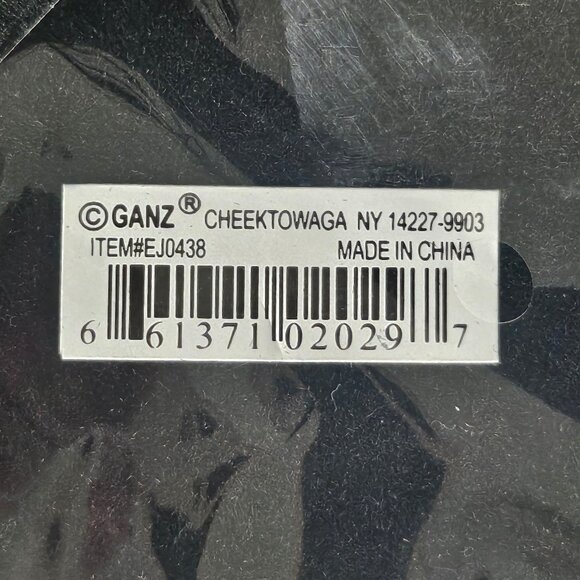 ©GANZ® CHEEKTOWAGA NY 14227-9903
ITEM#EJ0438 MADE IN CHINA
6 61371 02029 7